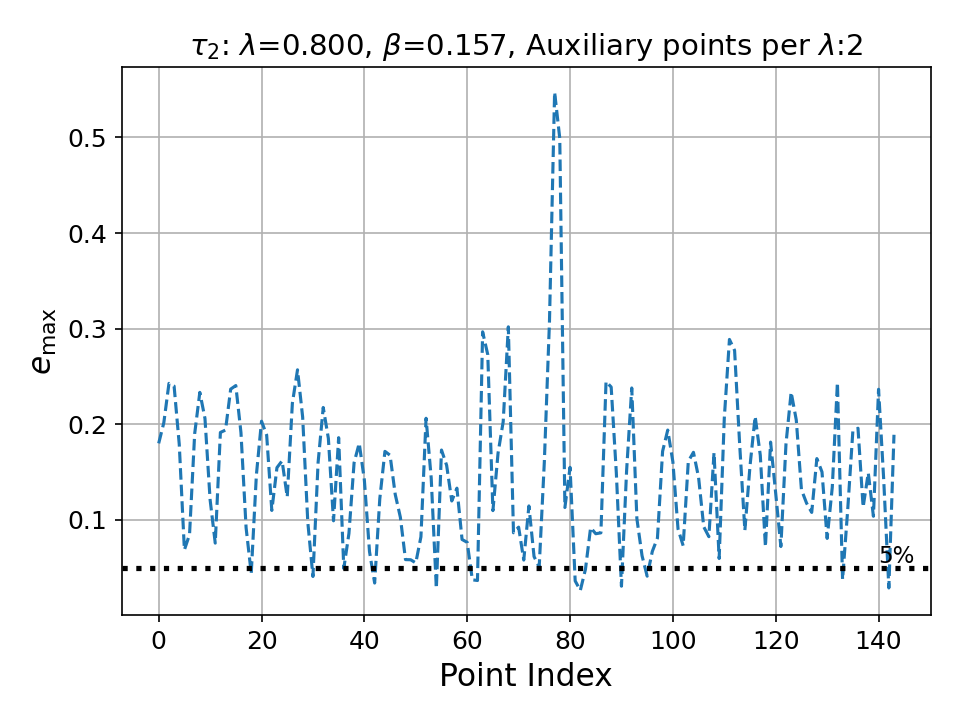 τ₂: λ=0.800, β=0.157, Auxiliary points per λ:2
0.5
0.4
0.3
0.2
0.1
e_max
5%
0 20 40 60 80 100 120 140
Point Index